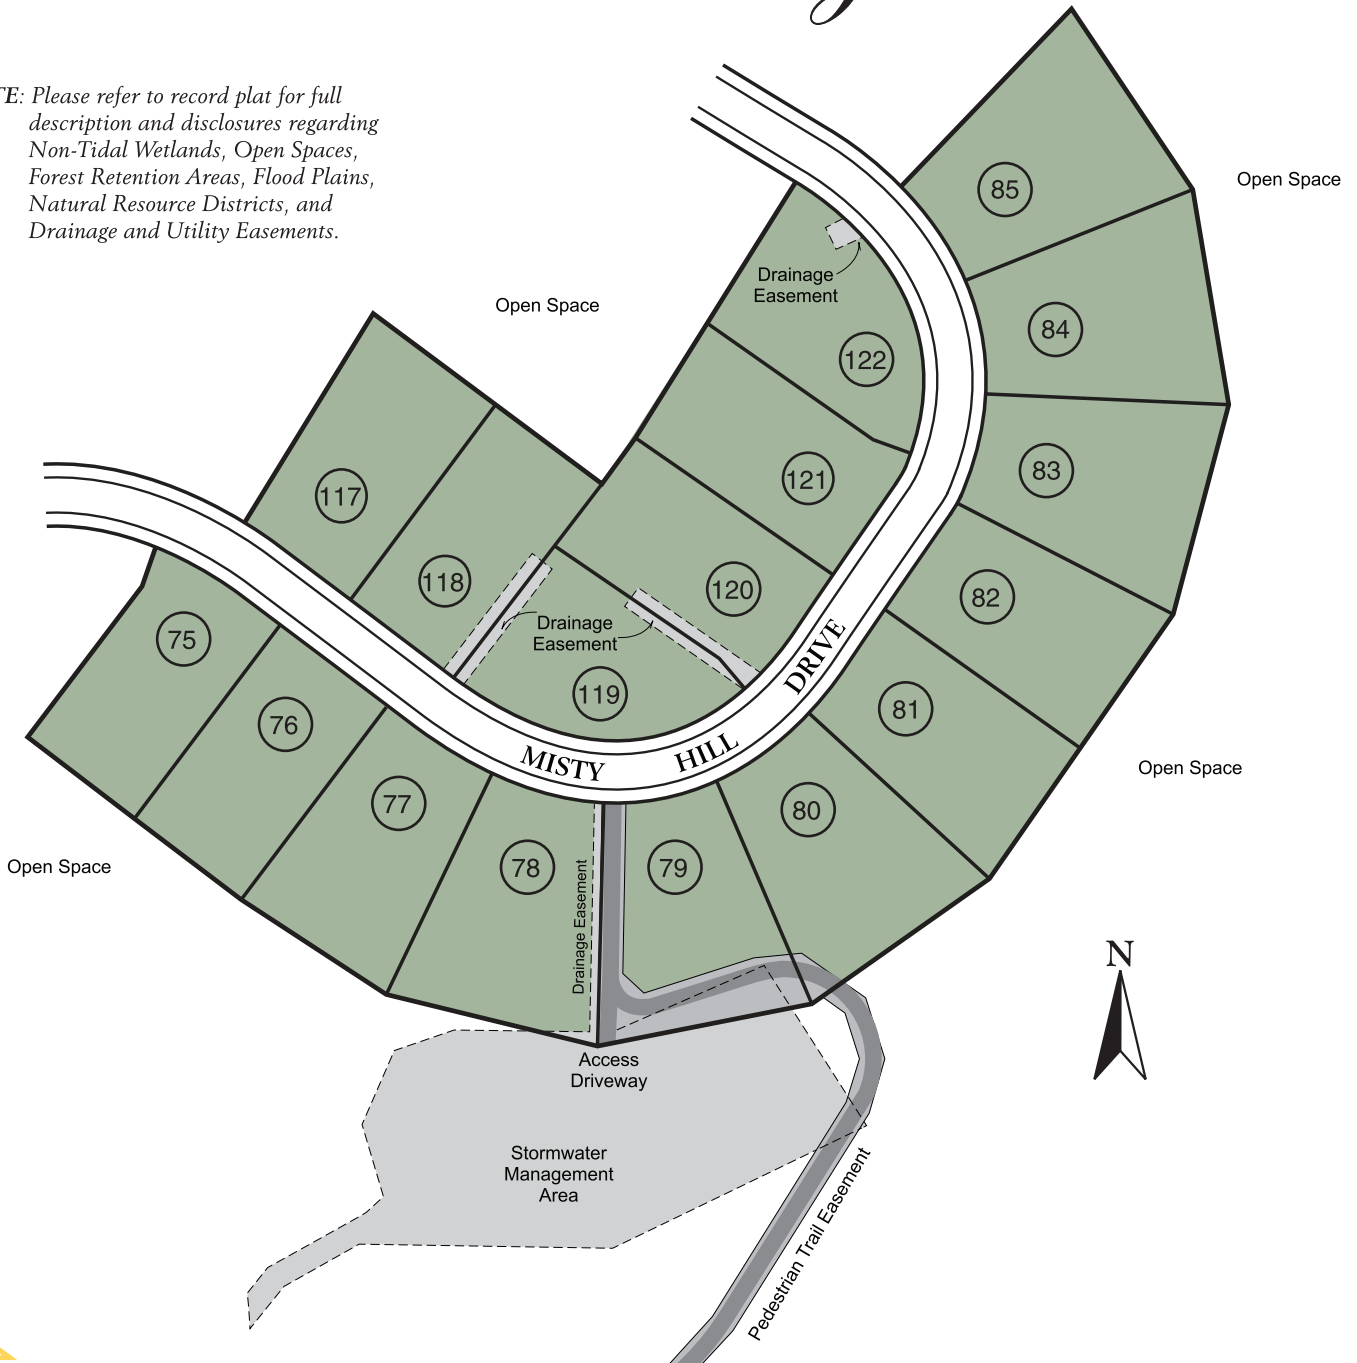 TE: Please refer to record plat for full
description and disclosures regarding
Non-Tidal Wetlands, Open Spaces,
Forest Retention Areas, Flood Plains,
Natural Resource Districts, and
Drainage and Utility Easements.
85
Open Space
Drainage
Easement
Open Space
84
122
83
121
117
118
120
82
Drainage
Easement
75
119
81
76
MISTY HILL DRIVE
Open Space
77
80
78
79
Open Space
Drainage Easement
N
Access
Driveway
Stormwater
Management
Area
Pedestrian Trail Easement